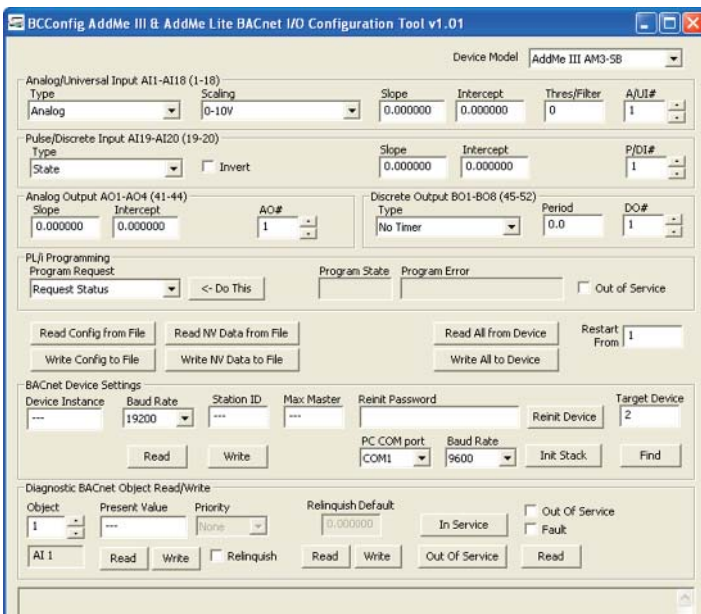 BCConfig AddMe III & AddMe Lite BACnet I/O Configuration Tool v1.01
Device Model AddMe III AM3-SB
Analog/Universal Input AI1-AI18 (1-18)
Type Scaling Slope Intercept Thres/Filter A/UI#
Analog 0-10V 0.000000 0.000000 0 1
Pulse/Discrete Input AI19-AI20 (19-20)
Type Slope Intercept P/DI#
State Invert 0.000000 0.000000 1
Analog Output AO1-AO4 (41-44) Discrete Output BO1-BO8 (45-52)
Slope Intercept AO# Type Period DO#
0.000000 0.000000 1 No Timer 0.0 1
PL/i Programming
Program Request Program State Program Error
Request Status <- Do This Out of Service
Read Config from File Read NV Data from File Read All from Device Restart From 1
Write Config to File Write NV Data to File Write All to Device
BACnet Device Settings
Device Instance Baud Rate Station ID Max Master Reinit Password Target Device
--- 19200 --- --- Reinit Device 2
PC COM port Baud Rate
Read Write COM1 9600 Init Stack Find
Diagnostic BACnet Object Read/Write
Object Present Value Priority Relinquish Default Out Of Service
1 --- None 0.000000 In Service Fault
AI 1 Read Write Relinquish Read Write Out Of Service Read